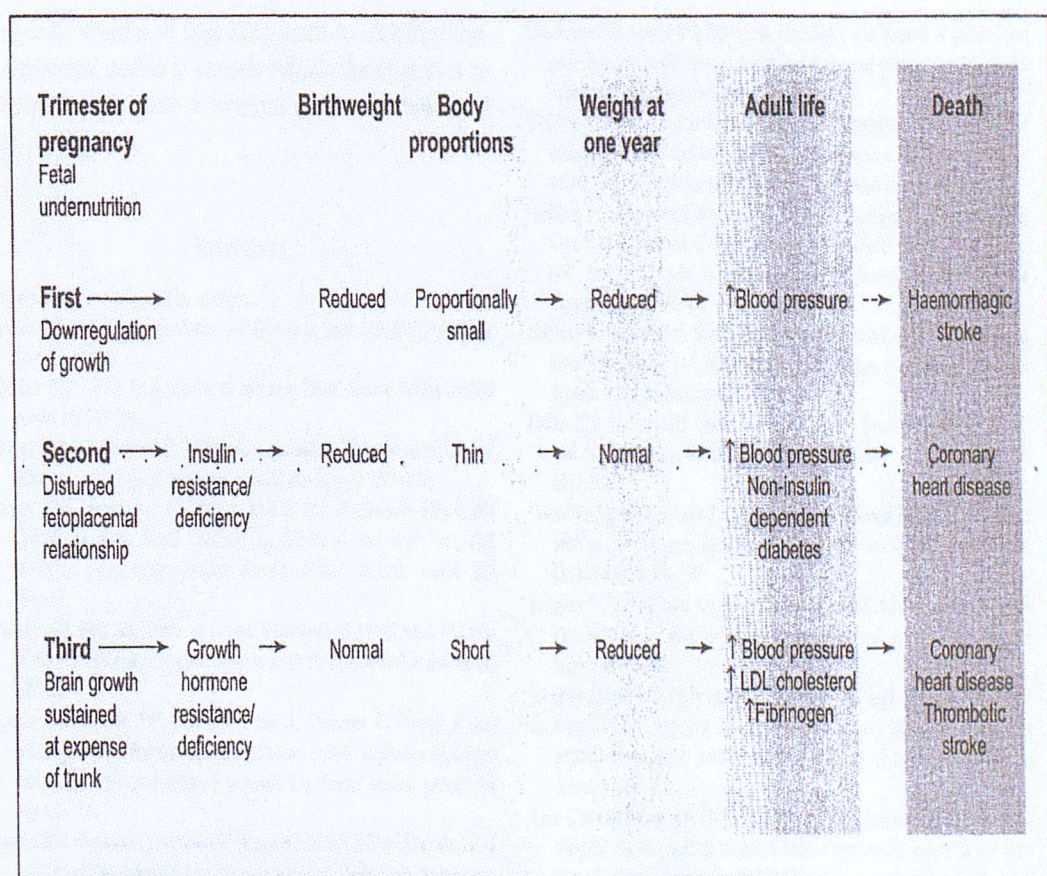 Trimester of pregnancy
Fetal undernutrition
Birthweight
Body proportions
Weight at one year
Adult life
Death
First → Reduced Proportionally small → Reduced → ↑Blood pressure ⇢ Haemorrhagic stroke
Downregulation of growth
Second → Insulin resistance/ deficiency → Reduced Thin → Normal → ↑Blood pressure Non-insulin dependent diabetes → Coronary heart disease
Disturbed fetoplacental relationship
Third → Growth hormone resistance/ deficiency → Normal Short → Reduced → ↑Blood pressure ↑LDL cholesterol ↑Fibrinogen → Coronary heart disease Thrombotic stroke
Brain growth sustained at expense of trunk